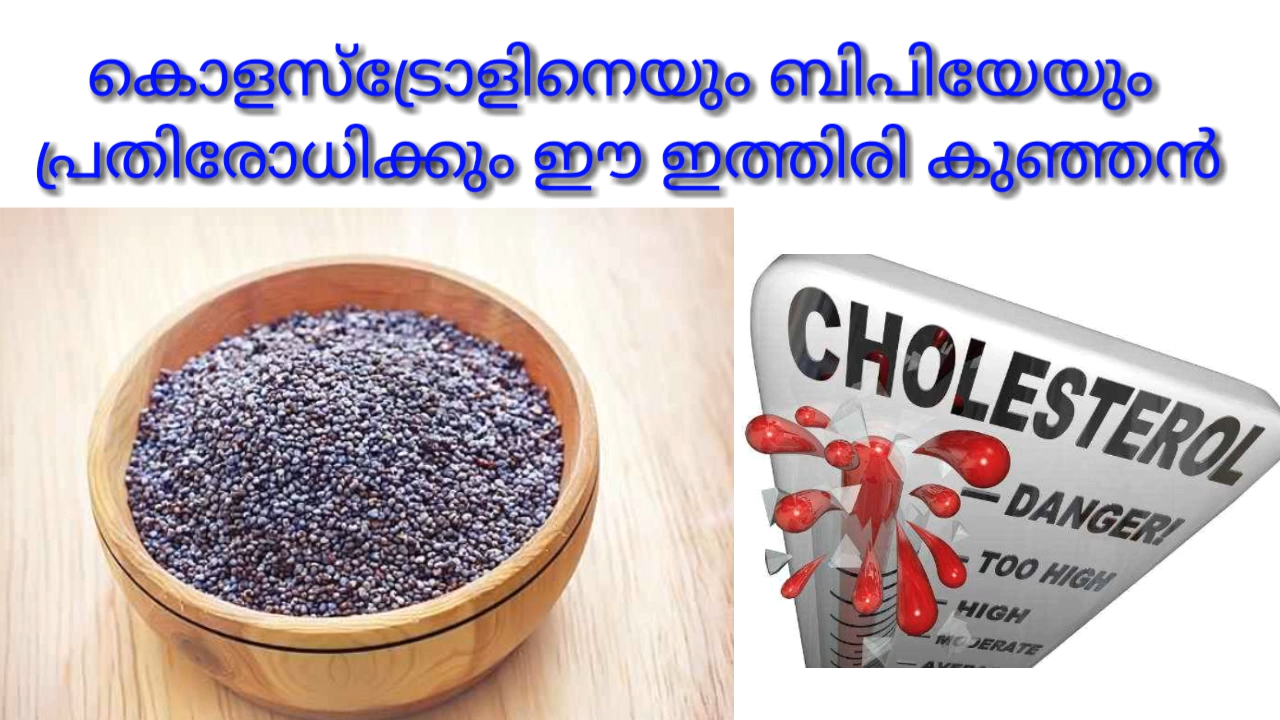 കൊളസ്ട്രോളിനെയും ബിപിയേയും
പ്രതിരോധിക്കും ഈ ഇത്തിരി കുഞ്ഞൻ
CHOLESTEROL
DANGER!
TOO HIGH
HIGH
MODERATE